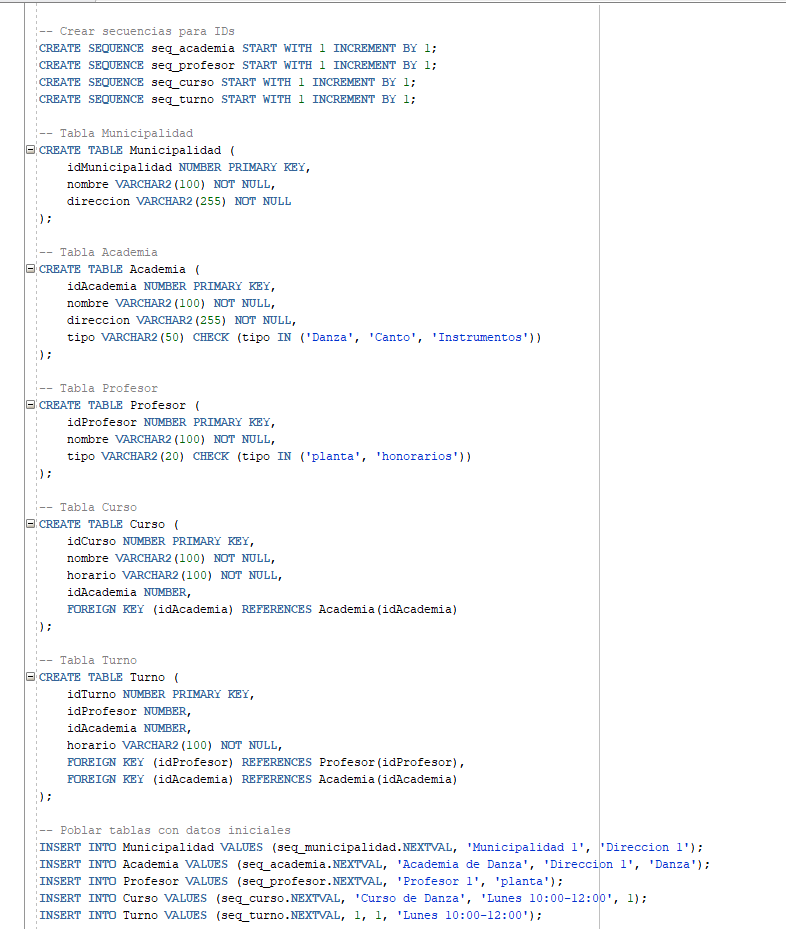 -- Crear secuencias para IDs
CREATE SEQUENCE seq_academia START WITH 1 INCREMENT BY 1;
CREATE SEQUENCE seq_profesor START WITH 1 INCREMENT BY 1;
CREATE SEQUENCE seq_curso START WITH 1 INCREMENT BY 1;
CREATE SEQUENCE seq_turno START WITH 1 INCREMENT BY 1;
-- Tabla Municipalidad
CREATE TABLE Municipalidad (
idMunicipalidad NUMBER PRIMARY KEY,
nombre VARCHAR2(100) NOT NULL,
direccion VARCHAR2(255) NOT NULL
);
-- Tabla Academia
CREATE TABLE Academia (
idAcademia NUMBER PRIMARY KEY,
nombre VARCHAR2(100) NOT NULL,
direccion VARCHAR2(255) NOT NULL,
tipo VARCHAR2(50) CHECK (tipo IN ('Danza', 'Canto', 'Instrumentos'))
);
-- Tabla Profesor
CREATE TABLE Profesor (
idProfesor NUMBER PRIMARY KEY,
nombre VARCHAR2(100) NOT NULL,
tipo VARCHAR2(20) CHECK (tipo IN ('planta', 'honorarios'))
);
-- Tabla Curso
CREATE TABLE Curso (
idCurso NUMBER PRIMARY KEY,
nombre VARCHAR2(100) NOT NULL,
horario VARCHAR2(100) NOT NULL,
idAcademia NUMBER,
FOREIGN KEY (idAcademia) REFERENCES Academia(idAcademia)
);
-- Tabla Turno
CREATE TABLE Turno (
idTurno NUMBER PRIMARY KEY,
idProfesor NUMBER,
idAcademia NUMBER,
horario VARCHAR2(100) NOT NULL,
FOREIGN KEY (idProfesor) REFERENCES Profesor(idProfesor),
FOREIGN KEY (idAcademia) REFERENCES Academia(idAcademia)
);
-- Poblar tablas con datos iniciales
INSERT INTO Municipalidad VALUES (seq_municipalidad.NEXTVAL, 'Municipalidad 1', 'Direccion 1');
INSERT INTO Academia VALUES (seq_academia.NEXTVAL, 'Academia de Danza', 'Direccion 1', 'Danza');
INSERT INTO Profesor VALUES (seq_profesor.NEXTVAL, 'Profesor 1', 'planta');
INSERT INTO Curso VALUES (seq_curso.NEXTVAL, 'Curso de Danza', 'Lunes 10:00-12:00', 1);
INSERT INTO Turno VALUES (seq_turno.NEXTVAL, 1, 1, 'Lunes 10:00-12:00');